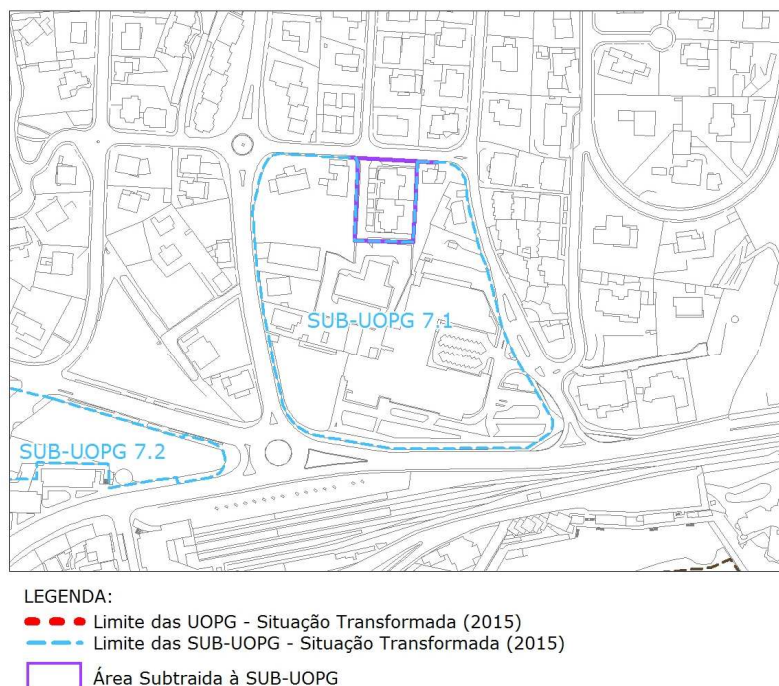 SUB-UOPG 7.1
SUB-UOPG 7.2
LEGENDA:
Limite das UOPG - Situação Transformada (2015)
Limite das SUB-UOPG - Situação Transformada (2015)
Área Subtraida à SUB-UOPG